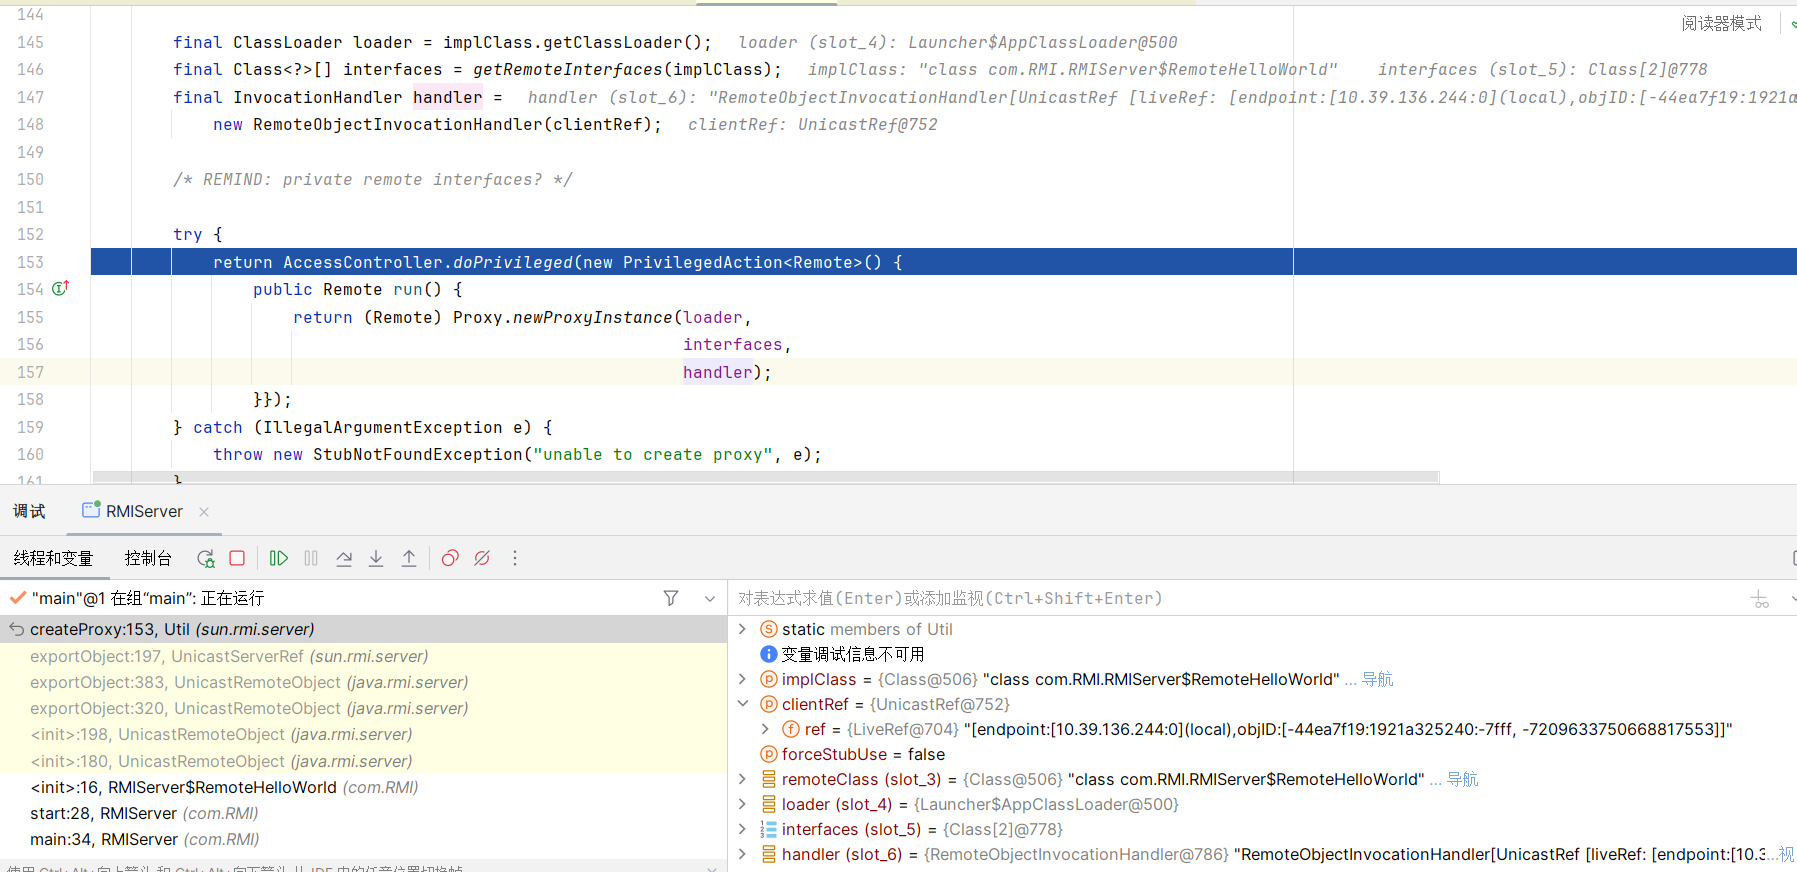 144
阅读器模式
145 final ClassLoader loader = implClass.getClassLoader(); loader (slot_4): Launcher$AppClassLoader@500
146 final Class<?>[] interfaces = getRemoteInterfaces(implClass); implClass: "class com.RMI.RMIServer$RemoteHelloWorld" interfaces (slot_5): Class[2]@778
147 final InvocationHandler handler = handler (slot_6): "RemoteObjectInvocationHandler[UnicastRef [liveRef: [endpoint:[10.39.136.244:0](local),objID:[-44ea7f19:1921a
148 new RemoteObjectInvocationHandler(clientRef); clientRef: UnicastRef@752
149
150 /* REMIND: private remote interfaces? */
151
152 try {
153 return AccessController.doPrivileged(new PrivilegedAction<Remote>() {
154 public Remote run() {
155 return (Remote) Proxy.newProxyInstance(loader,
156 interfaces,
157 handler);
158 }});
159 } catch (IllegalArgumentException e) {
160 throw new StubNotFoundException("unable to create proxy", e);
161 }
调试 RMIServer
线程和变量 控制台
"main"@1 在组“main”: 正在运行
对表达式求值(Enter)或添加监视(Ctrl+Shift+Enter)
createProxy:153, Util (sun.rmi.server)
exportObject:197, UnicastServerRef (sun.rmi.server)
exportObject:383, UnicastRemoteObject (java.rmi.server)
exportObject:320, UnicastRemoteObject (java.rmi.server)
<init>:198, UnicastRemoteObject (java.rmi.server)
<init>:180, UnicastRemoteObject (java.rmi.server)
<init>:16, RMIServer$RemoteHelloWorld (com.RMI)
start:28, RMIServer (com.RMI)
main:34, RMIServer (com.RMI)
static members of Util
变量调试信息不可用
implClass = {Class@506} "class com.RMI.RMIServer$RemoteHelloWorld" ... 导航
clientRef = {UnicastRef@752}
ref = {LiveRef@704} "[endpoint:[10.39.136.244:0](local),objID:[-44ea7f19:1921a325240:-7fff, -7209633750668817553]]"
forceStubUse = false
remoteClass (slot_3) = {Class@506} "class com.RMI.RMIServer$RemoteHelloWorld" ... 导航
loader (slot_4) = {Launcher$AppClassLoader@500}
interfaces (slot_5) = {Class[2]@778}
handler (slot_6) = {RemoteObjectInvocationHandler@786} "RemoteObjectInvocationHandler[UnicastRef [liveRef: [endpoint:[10.3...视